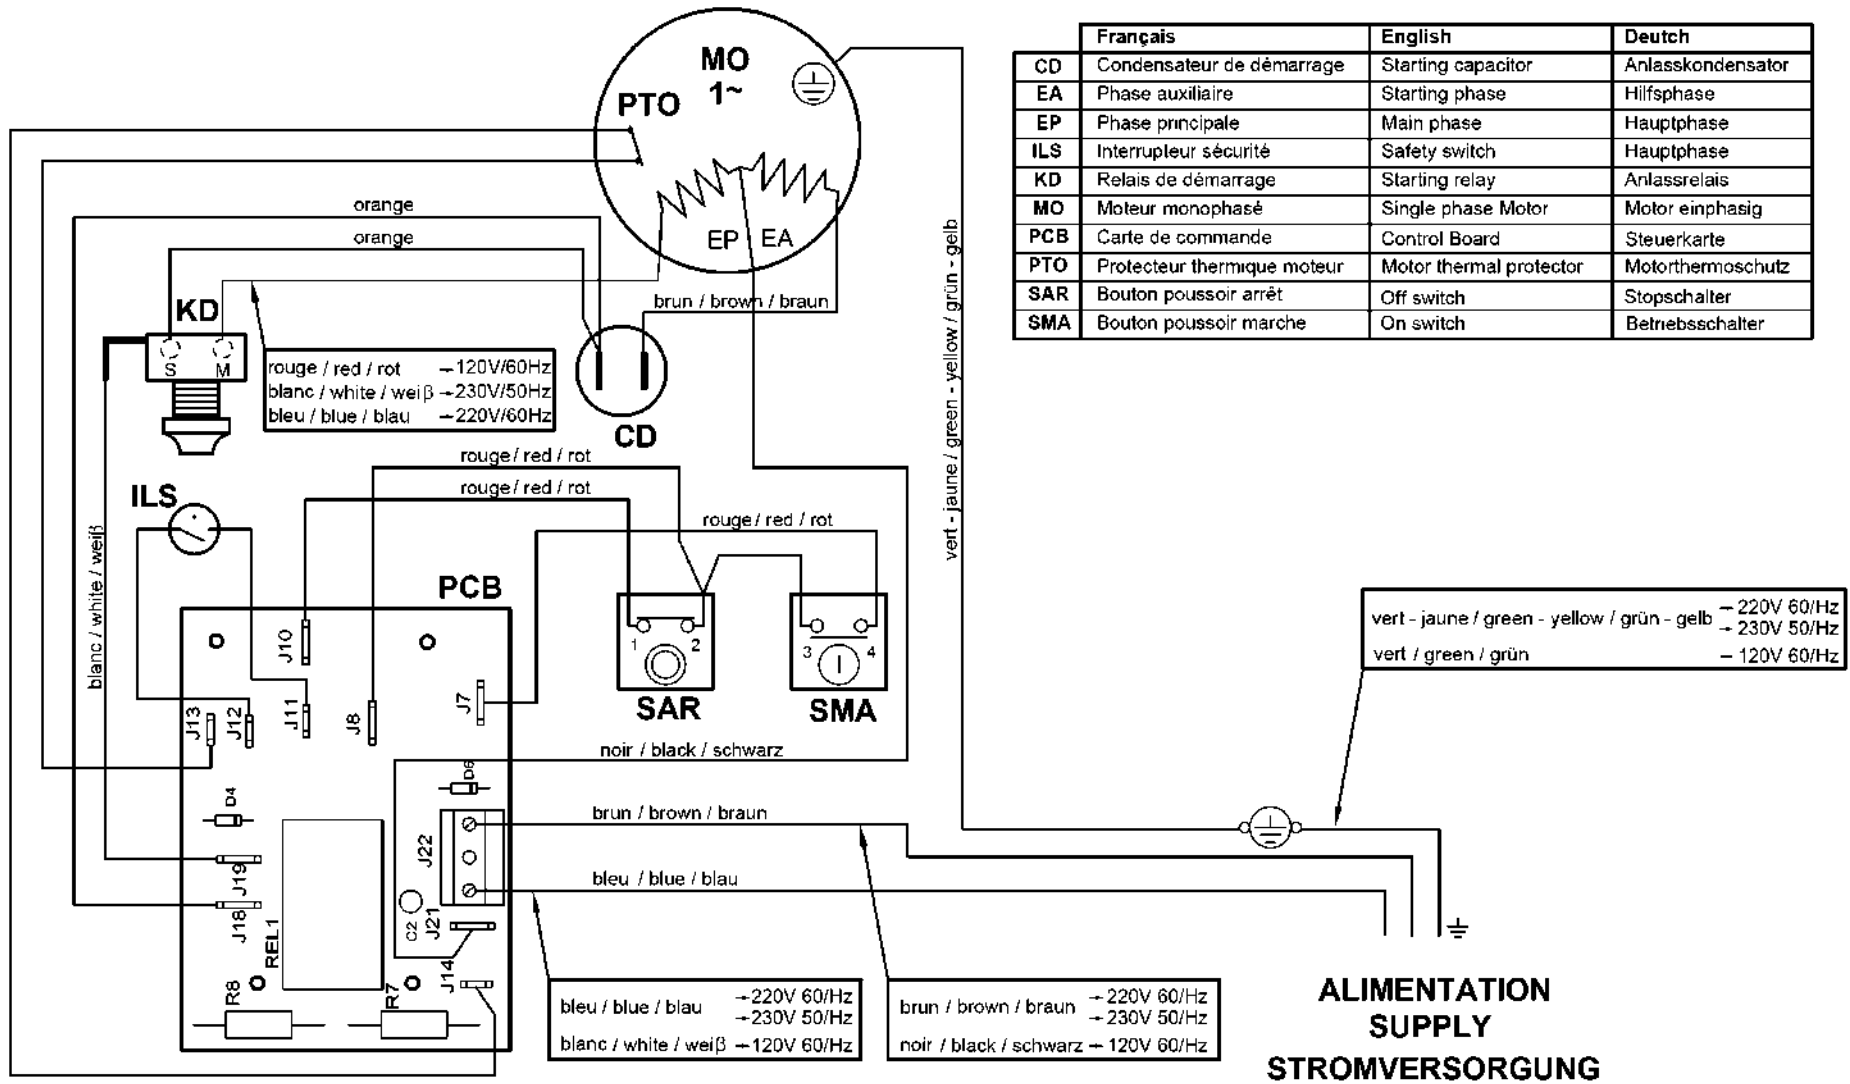 MO
1~
PTO
EP
EA
orange
orange
brun / brown / braun
KD
S
M
rouge / red / rot 120V/60Hz
blanc / white / weiβ 230V/50Hz
bleu / blue / blau 220V/60Hz
CD
vert - jaune / green - yellow / grün - gelb
Français English Deutch
CD Condensateur de démarrage Starting capacitor Anlasskondensator
EA Phase auxiliaire Starting phase Hilfsphase
EP Phase principale Main phase Hauptphase
ILS Interrupteur sécurité Safety switch Hauptphase
KD Relais de démarrage Starting relay Anlassrelais
MO Moteur monophasé Single phase Motor Motor einphasig
PCB Carte de commande Control Board Steuerkarte
PTO Protecteur thermique moteur Motor thermal protector Motorthermoschutz
SAR Bouton poussoir arrêt Off switch Stopschalter
SMA Bouton poussoir marche On switch Betriebsschalter
rouge / red / rot
rouge / red / rot
rouge / red / rot
ILS
blanc / white / weiβ
PCB
J10
J13
J12
J11
J8
J7
1
2
SAR
3
4
I
SMA
noir / black / schwarz
D6
D4
brun / brown / braun
J22
J19
bleu / blue / blau
J18
REL1
C2
J21
J14
R8
R7
vert - jaune / green - yellow / grün - gelb 220V 60/Hz
230V 50/Hz
vert / green / grün 120V 60/Hz
bleu / blue / blau 220V 60/Hz
230V 50/Hz
blanc / white / weiβ 120V 60/Hz
brun / brown / braun 220V 60/Hz
230V 50/Hz
noir / black / schwarz 120V 60/Hz
ALIMENTATION
SUPPLY
STROMVERSORGUNG